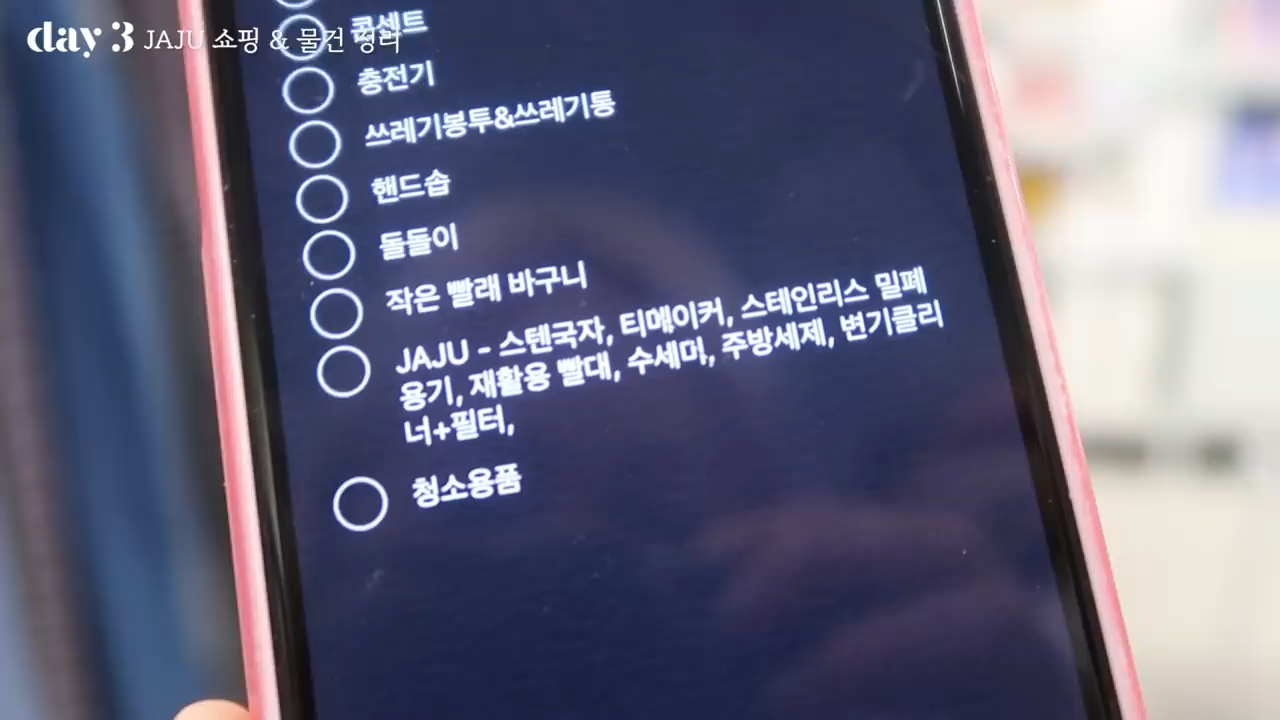 day 3 JAJU 쇼핑 & 물건 정리
콘센트
충전기
쓰레기봉투&쓰레기통
핸드솝
돌돌이
작은 빨래 바구니
JAJU - 스텐국자, 티메이커, 스테인리스 밀폐
용기, 재활용 빨대, 수세미, 주방세제, 변기클리
너+필터,
청소용품